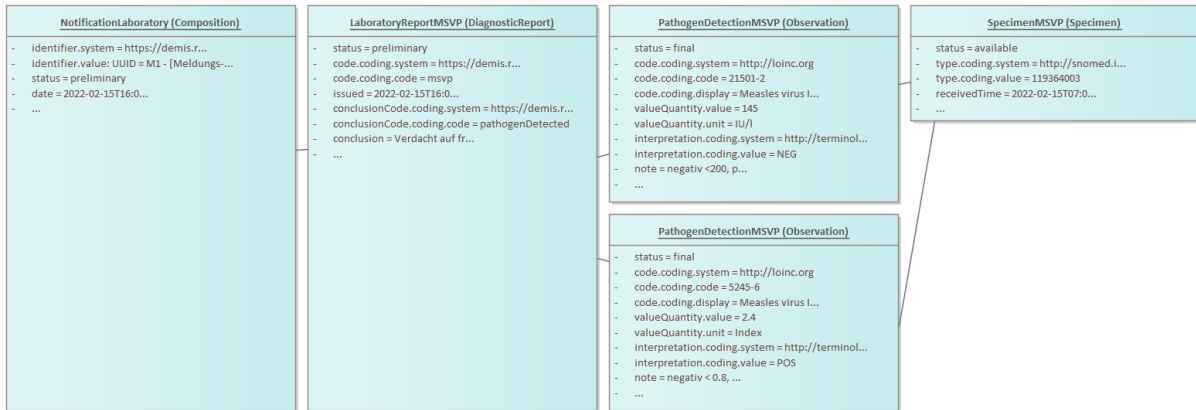 NotificationLaboratory (Composition)
- identifier.system = https://demis.r...
- identifier.value: UUID = M1 - [Meldungs-...
- status = preliminary
- date = 2022-02-15T16:0...
- ...
LaboratoryReportMSVP (DiagnosticReport)
- status = preliminary
- code.coding.system = https://demis.r...
- code.coding.code = msvp
- issued = 2022-02-15T16:0...
- conclusionCode.coding.system = https://demis.r...
- conclusionCode.coding.code = pathogenDetected
- conclusion = Verdacht auf fr...
- ...
PathogenDetectionMSVP (Observation)
- status = final
- code.coding.system = http://loinc.org
- code.coding.code = 21501-2
- code.coding.display = Measles virus I...
- valueQuantity.value = 145
- valueQuantity.unit = IU/l
- interpretation.coding.system = http://terminol...
- interpretation.coding.value = NEG
- note = negativ <200, p...
- ...
SpecimenMSVP (Specimen)
- status = available
- type.coding.system = http://snomed.i...
- type.coding.value = 119364003
- receivedTime = 2022-02-15T07:0...
- ...
PathogenDetectionMSVP (Observation)
- status = final
- code.coding.system = http://loinc.org
- code.coding.code = 5245-6
- code.coding.display = Measles virus I...
- valueQuantity.value = 2.4
- valueQuantity.unit = Index
- interpretation.coding.system = http://terminol...
- interpretation.coding.value = POS
- note = negativ < 0.8, ...
- ...